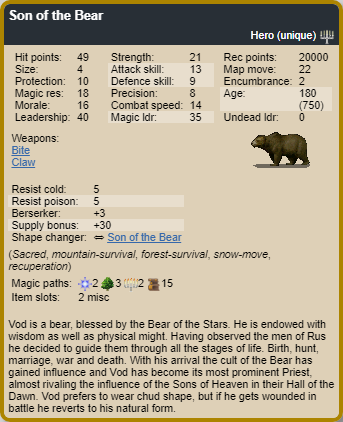 Son of the Bear
Hero (unique)
Hit points: 49 Strength: 21 Rec points: 20000
Size: 4 Attack skill: 13 Map move: 22
Protection: 10 Defence skill: 9 Encumbrance: 2
Magic res: 18 Precision: 8 Age: 180
Morale: 16 Combat speed: 14 (750)
Leadership: 40 Magic ldr: 35 Undead ldr: 0
Weapons:
Bite
Claw
Resist cold: 5
Resist poison: 5
Berserker: +3
Supply bonus: +30
Shape changer: ⇔ Son of the Bear
(Sacred, mountain-survival, forest-survival, snow-move,
recuperation)
Magic paths: 2 3 2 15
Item slots: 2 misc
Vod is a bear, blessed by the Bear of the Stars. He is endowed with
wisdom as well as physical might. Having observed the men of Rus
he decided to guide them through all the stages of life. Birth, hunt,
marriage, war and death. With his arrival the cult of the Bear has
gained influence and Vod has become its most prominent Priest,
almost rivaling the influence of the Sons of Heaven in their Hall of the
Dawn. Vod prefers to wear chud shape, but if he gets wounded in
battle he reverts to his natural form.